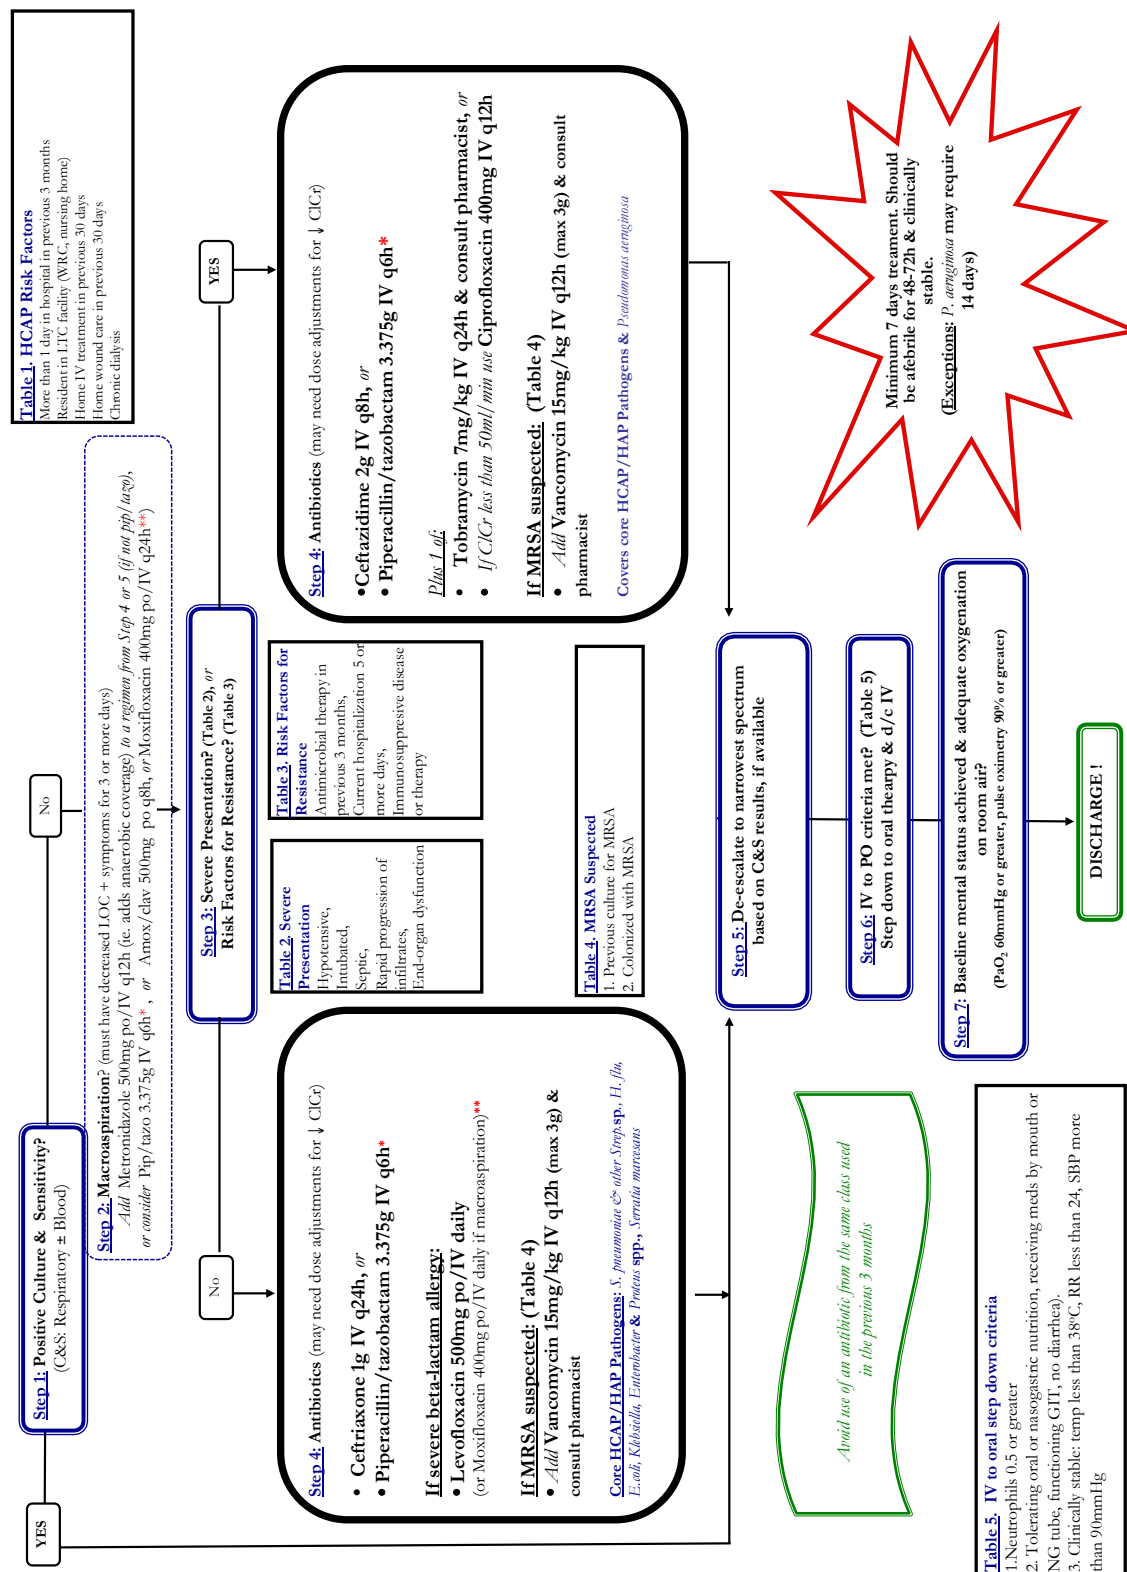 Step 1: Positive Culture & Sensitivity?
(C&S: Respiratory ± Blood)
YES
No
Table 1. HCAP Risk Factors
More than 1 day in hospital in previous 3 months
Resident in LTC facility (WRC, nursing home)
Home IV treatment in previous 30 days
Home wound care in previous 30 days
Chronic dialysis
Step 2: Macroaspiration? (must have decreased LOC + symptoms for 3 or more days)
Add Metronidazole 500mg po/IV q12h (ie. adds anaerobic coverage) to a regimen from Step 4 or 5 (if not pip/tazo),
or consider Pip/tazo 3.375g IV q6h* , or Amox/clav 500mg po q8h, or Moxifloxacin 400mg po/IV q24h**)
Step 3: Severe Presentation? (Table 2), or
Risk Factors for Resistance? (Table 3)
No
YES
Step 4: Antibiotics (may need dose adjustments for ↓ ClCr)
• Ceftriaxone 1g IV q24h, or
• Piperacillin/tazobactam 3.375g IV q6h*
If severe beta-lactam allergy:
• Levofloxacin 500mg po/IV daily
(or Moxifloxacin 400mg po/IV daily if macroaspiration)**
If MRSA suspected: (Table 4)
• Add Vancomycin 15mg/kg IV q12h (max 3g) &
consult pharmacist
Core HCAP/HAP Pathogens: S. pneumoniae & other Strep.sp., H. flu,
E.coli, Klebsiella, Enterobacter & Proteus spp., Serratia marcesans
Table 2. Severe
Presentation
Hypotensive,
Intubated,
Septic,
Rapid progression of
infiltrates,
End-organ dysfunction
Table 3. Risk Factors for
Resistance
Antimicrobial therapy in
previous 3 months,
Current hospitalization 5 or
more days,
Immunosuppresive disease
or therapy
Table 4. MRSA Suspected
1. Previous culture for MRSA
2. Colonized with MRSA
Step 4: Antibiotics (may need dose adjustments for ↓ ClCr)
•Ceftazidime 2g IV q8h, or
• Piperacillin/tazobactam 3.375g IV q6h*
Plus 1 of:
• Tobramycin 7mg/kg IV q24h & consult pharmacist, or
• If ClCr less than 50ml/min use Ciprofloxacin 400mg IV q12h
If MRSA suspected: (Table 4)
• Add Vancomycin 15mg/kg IV q12h (max 3g) & consult
pharmacist
Covers core HCAP/HAP Pathogens & Pseudomonas aeruginosa
Step 5: De-escalate to narrowest spectrum
based on C&S results, if available
Step 6: IV to PO criteria met? (Table 5)
Step down to oral thearpy & d/c IV
Step 7: Baseline mental status achieved & adequate oxygenation
on room air?
(PaO2 60mmHg or greater, pulse oximetry 90% or greater)
DISCHARGE !
Avoid use of an antibiotic from the same class used
in the previous 3 months
Minimum 7 days treatment. Should
be afebrile for 48-72h & clinically
stable.
(Exceptions: P. aeruginosa may require
14 days)
Table 5. IV to oral step down criteria
1.Neutrophils 0.5 or greater
2. Tolerating oral or nasogastric nutrition, receiving meds by mouth or
NG tube, functioning GIT, no diarrhea).
3. Clinically stable: temp less than 38°C, RR less than 24, SBP more
than 90mmHg